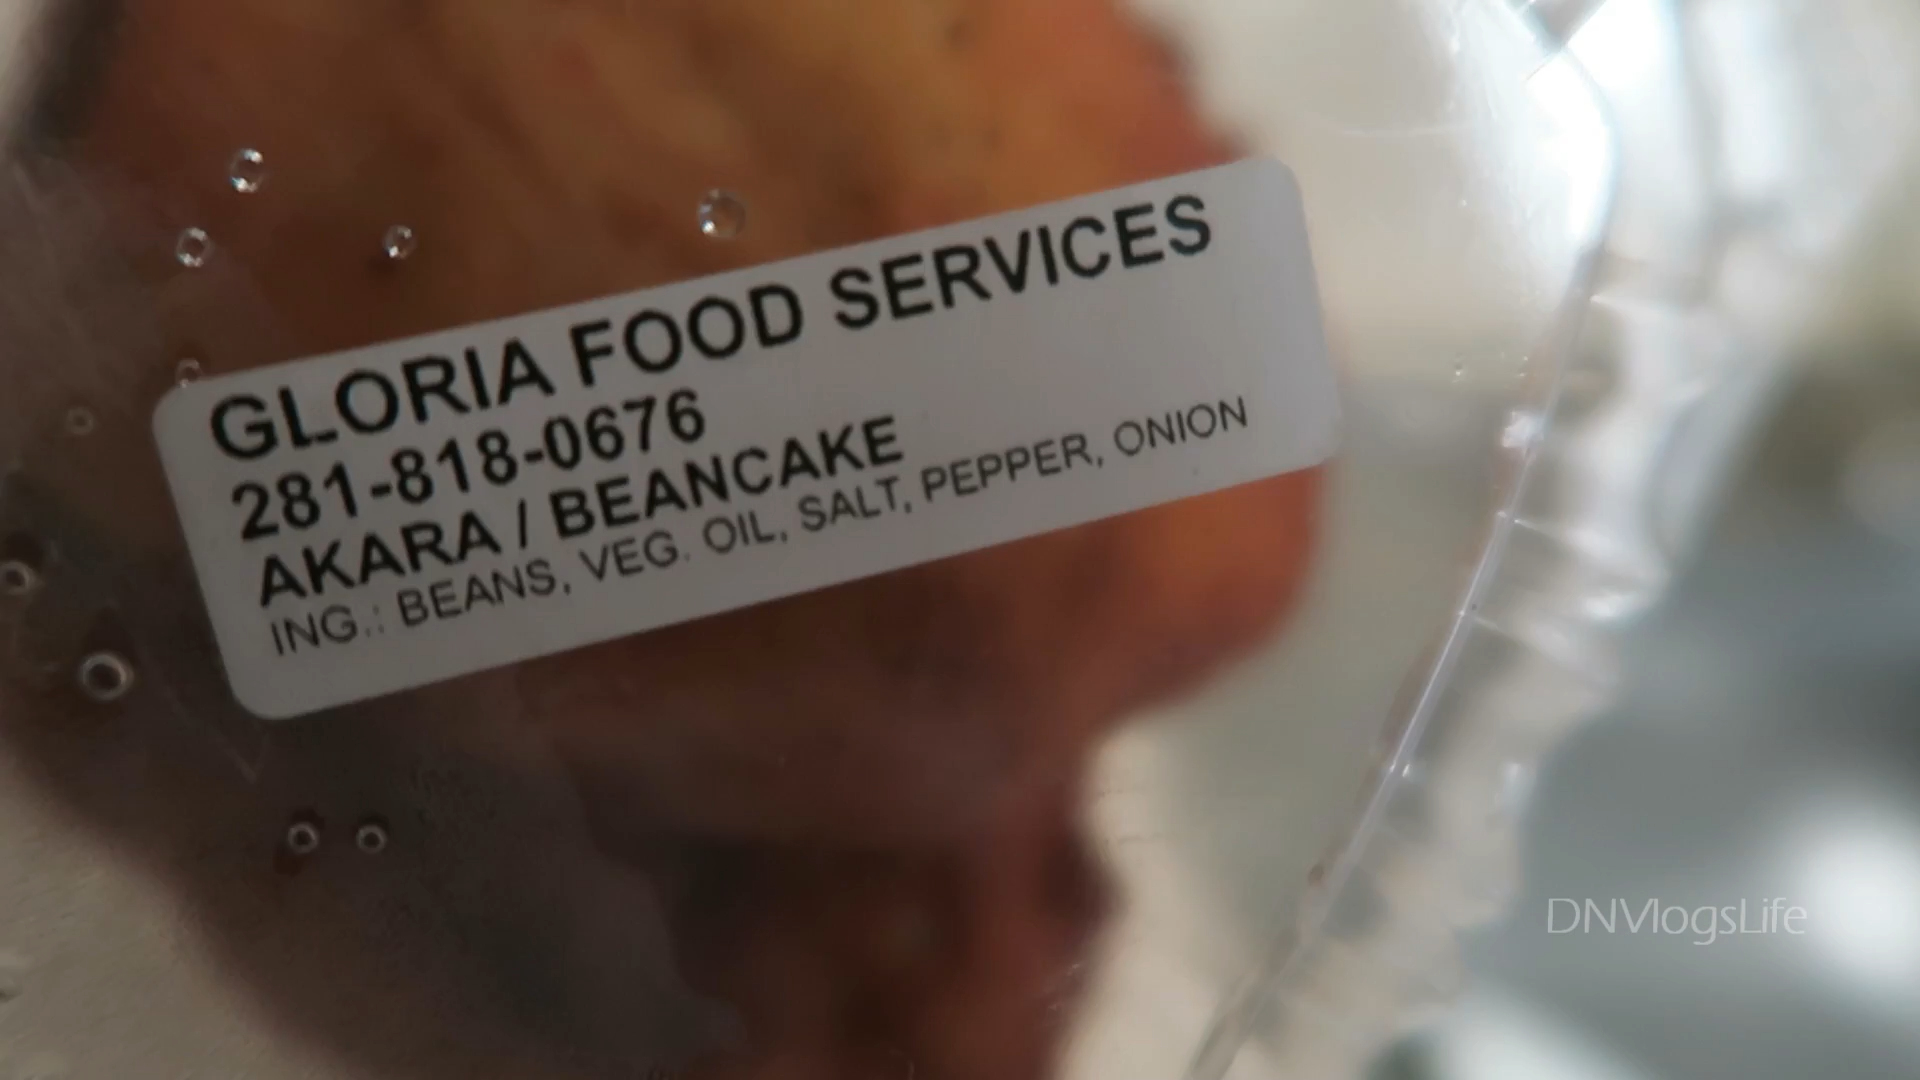 GLORIA FOOD SERVICES
281-818-0676
AKARA / BEANCAKE
ING.: BEANS, VEG. OIL, SALT, PEPPER, ONION
DNVlogsLife